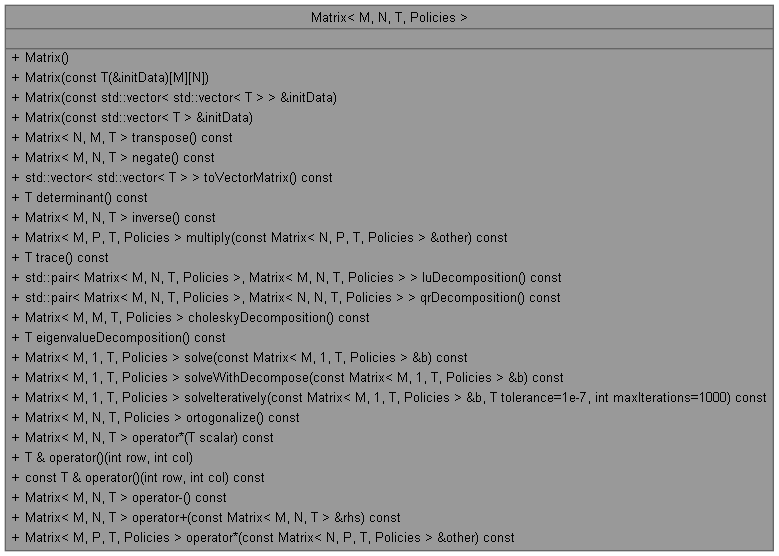 Matrix< M, N, T, Policies >
+ Matrix()
+ Matrix(const T(&initData)[M][N])
+ Matrix(const std::vector< std::vector< T > > &initData)
+ Matrix(const std::vector< T > &initData)
+ Matrix< N, M, T > transpose() const
+ Matrix< M, N, T > negate() const
+ std::vector< std::vector< T > > toVectorMatrix() const
+ T determinant() const
+ Matrix< M, N, T > inverse() const
+ Matrix< M, P, T, Policies > multiply(const Matrix< N, P, T, Policies > &other) const
+ T trace() const
+ std::pair< Matrix< M, N, T, Policies >, Matrix< M, N, T, Policies > > luDecomposition() const
+ std::pair< Matrix< M, N, T, Policies >, Matrix< N, N, T, Policies > > qrDecomposition() const
+ Matrix< M, M, T, Policies > choleskyDecomposition() const
+ T eigenvalueDecomposition() const
+ Matrix< M, 1, T, Policies > solve(const Matrix< M, 1, T, Policies > &b) const
+ Matrix< M, 1, T, Policies > solveWithDecompose(const Matrix< M, 1, T, Policies > &b) const
+ Matrix< M, 1, T, Policies > solveIteratively(const Matrix< M, 1, T, Policies > &b, T tolerance=1e-7, int maxIterations=1000) const
+ Matrix< M, N, T, Policies > ortogonalize() const
+ Matrix< M, N, T > operator*(T scalar) const
+ T & operator()(int row, int col)
+ const T & operator()(int row, int col) const
+ Matrix< M, N, T > operator-() const
+ Matrix< M, N, T > operator+(const Matrix< M, N, T > &rhs) const
+ Matrix< M, P, T, Policies > operator*(const Matrix< N, P, T, Policies > &other) const